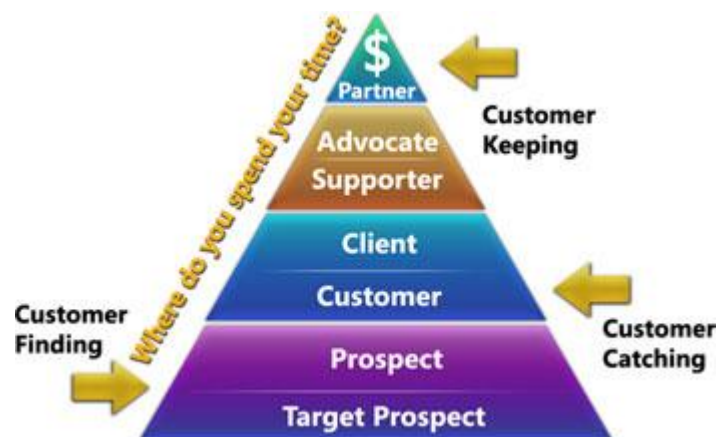 Where do you spend your time?
$
Partner
Customer
Keeping
Advocate
Supporter
Client
Customer
Customer
Finding
Customer
Catching
Prospect
Target Prospect